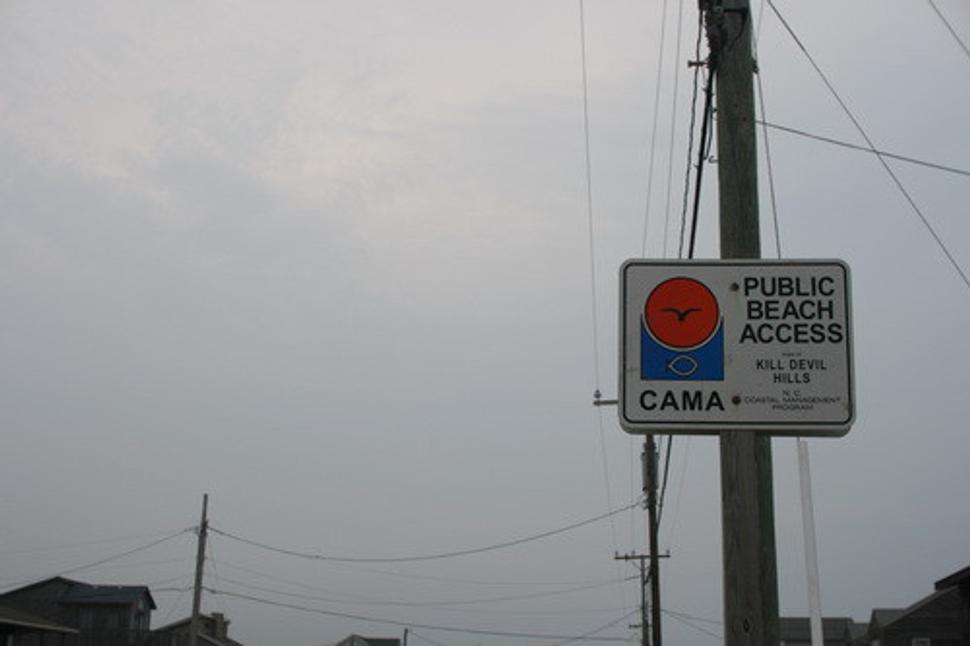 PUBLIC
BEACH
ACCESS
KILL DEVIL
HILLS
N. C.
COASTAL MANAGEMENT
PROGRAM
CAMA